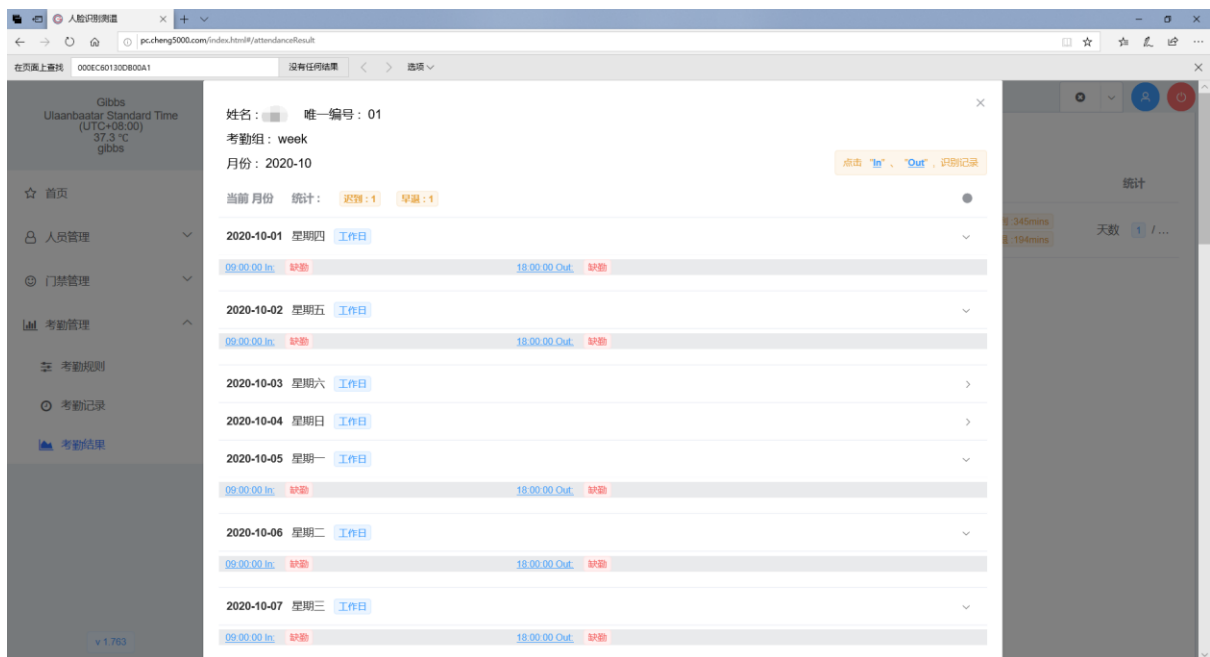 人脸识别测温
pc.cheng5000.com/index.html#/attendanceResult
在页面上查找 000EC60130DB00A1 没有任何结果 选项
Gibbs
Ulaanbaatar Standard Time
(UTC+08:00)
37.3 °C
gibbs
首页
人员管理
门禁管理
考勤管理
考勤规则
考勤记录
考勤结果
v 1.763
姓名： 唯一编号：01
考勤组：week
月份：2020-10
点击 "In" 、 "Out" , 识别记录
当前 月份 统计： 迟到 : 1 早退 : 1
2020-10-01 星期四 工作日
09:00:00 In: 缺勤 18:00:00 Out: 缺勤
2020-10-02 星期五 工作日
09:00:00 In: 缺勤 18:00:00 Out: 缺勤
2020-10-03 星期六 工作日
2020-10-04 星期日 工作日
2020-10-05 星期一 工作日
09:00:00 In: 缺勤 18:00:00 Out: 缺勤
2020-10-06 星期二 工作日
09:00:00 In: 缺勤 18:00:00 Out: 缺勤
2020-10-07 星期三 工作日
09:00:00 In: 缺勤 18:00:00 Out: 缺勤
统计
:345mins
:194mins
天数 1 / ...